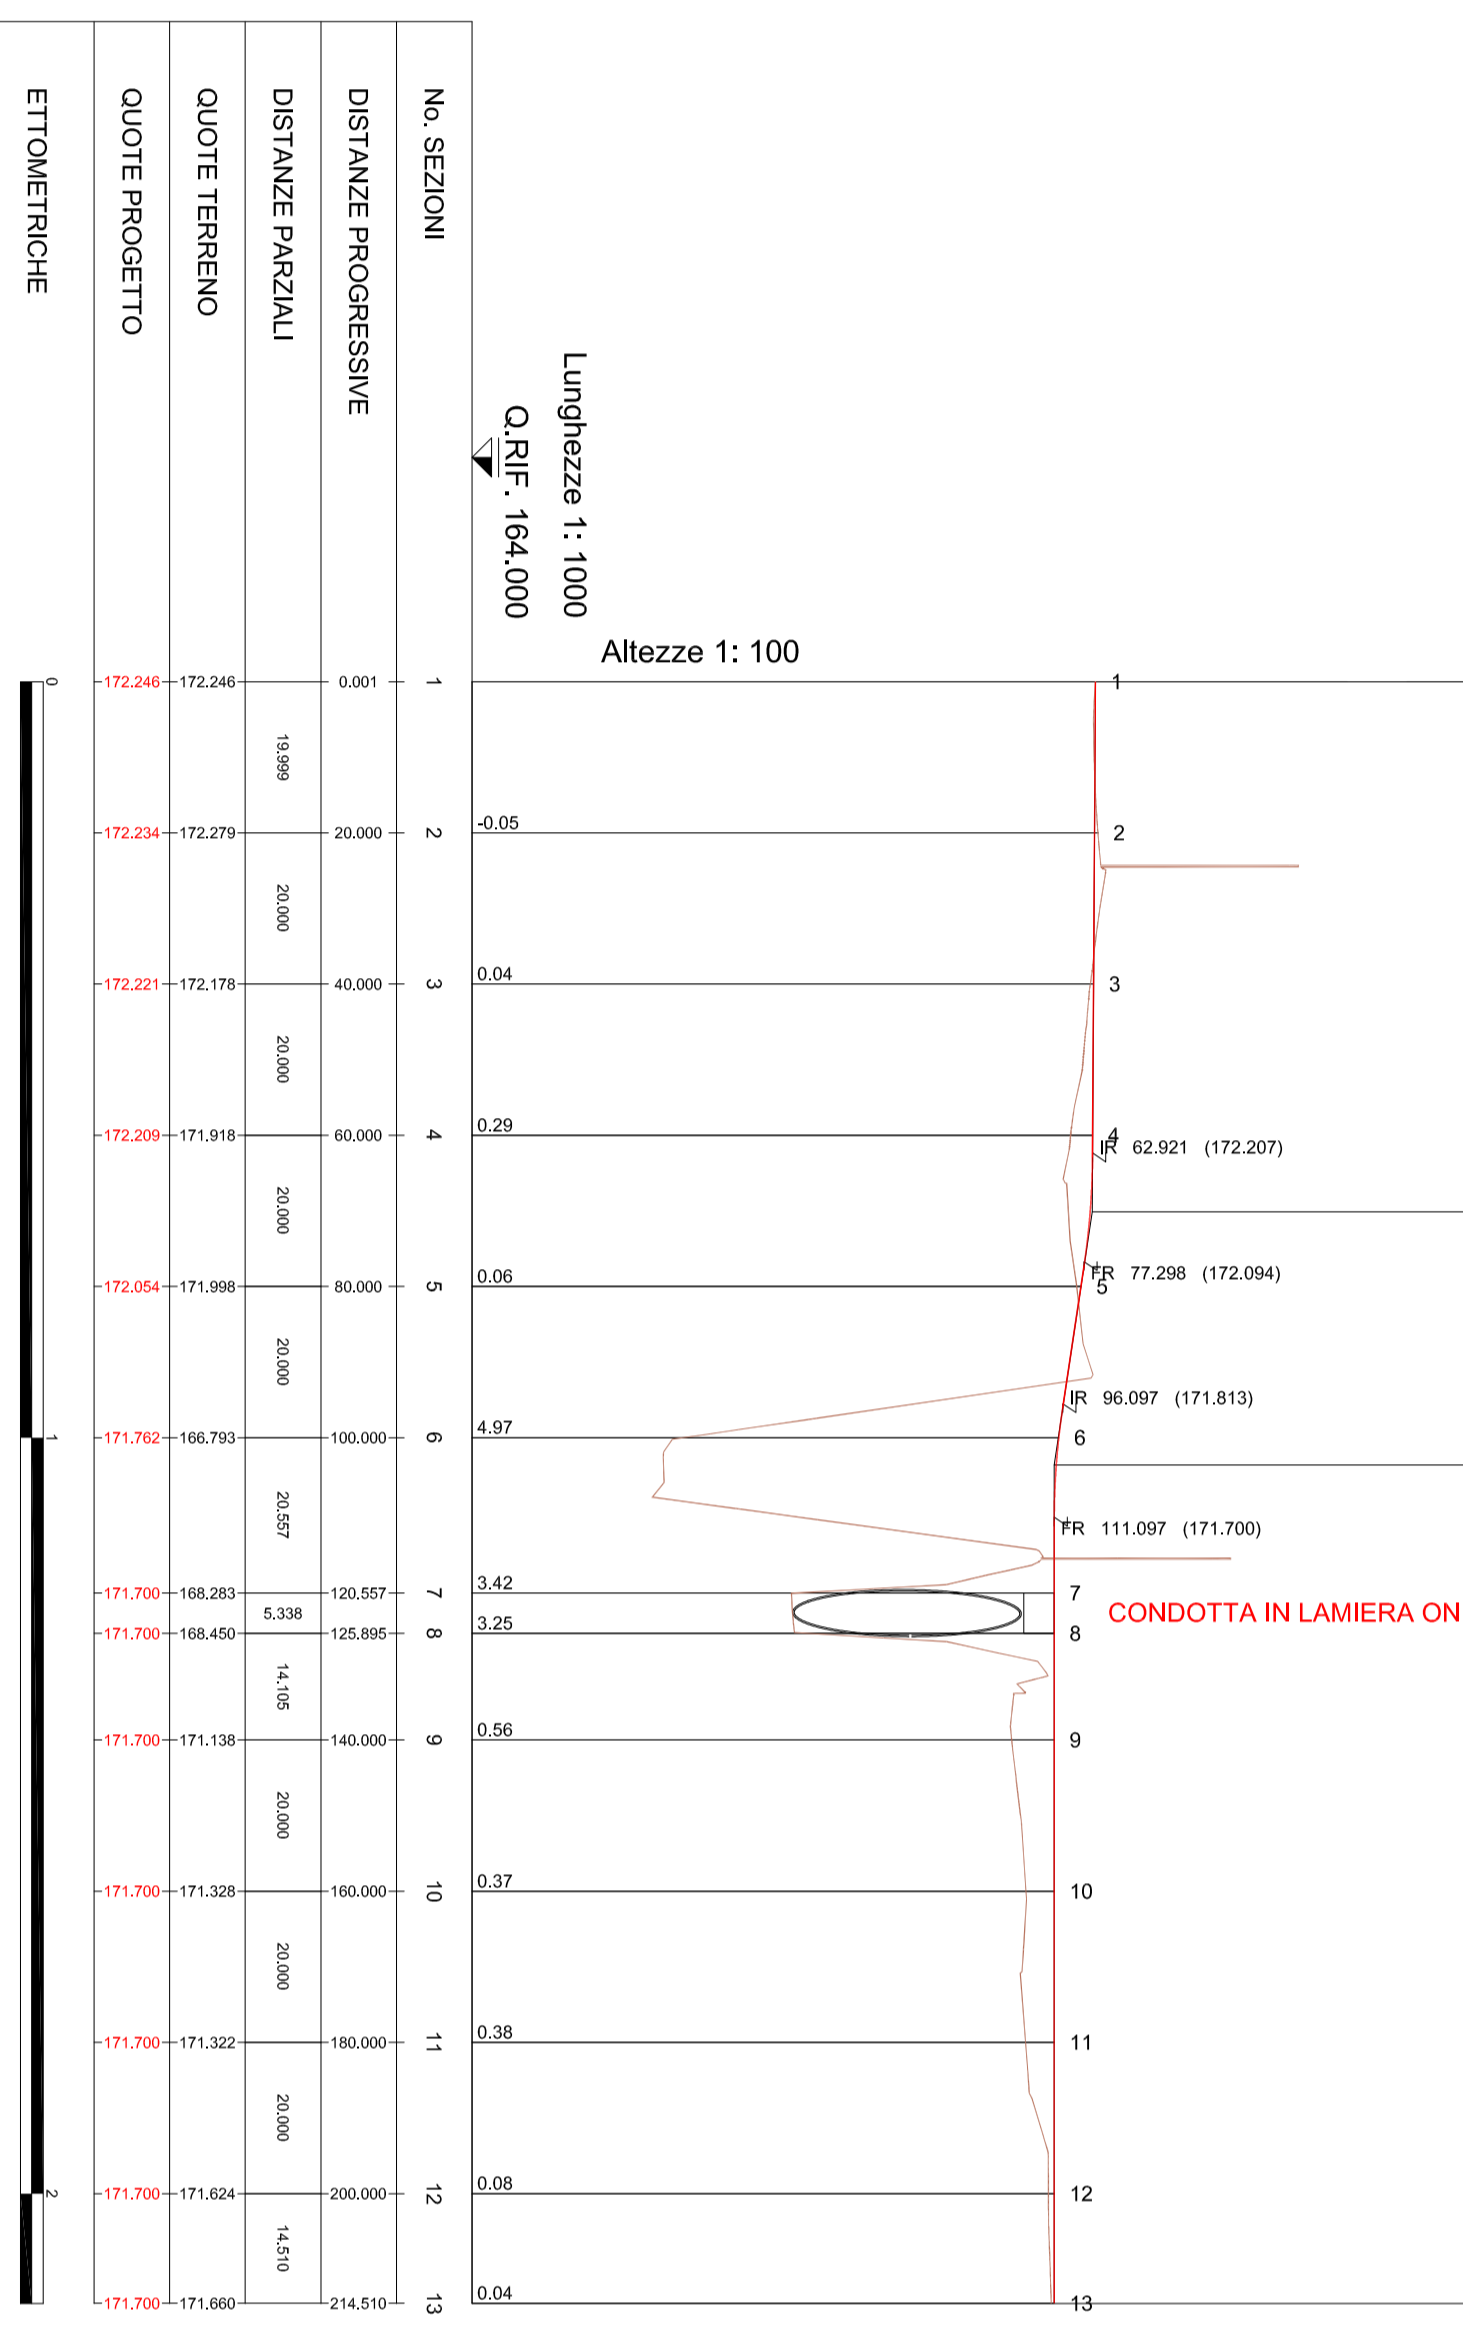 Lunghezze 1: 1000
Altezze 1: 100
Q.RIF. 164.000
No. SEZIONI 1 2 3 4 5 6 7 8 9 10 11 12 13
DISTANZE PROGRESSIVE 0.001 20.000 40.000 60.000 80.000 100.000 120.557 125.895 140.000 160.000 180.000 200.000 214.510
DISTANZE PARZIALI 19.999 20.000 20.000 20.000 20.000 20.557 5.338 14.105 20.000 20.000 20.000 14.510
QUOTE TERRENO 172.246 172.279 172.178 171.918 171.998 166.793 168.283 168.450 171.138 171.328 171.322 171.624 171.660
QUOTE PROGETTO 172.246 172.234 172.221 172.209 172.054 171.762 171.700 171.700 171.700 171.700 171.700 171.700 171.700
ETTOMETRICHE 0 1 2
-0.05 0.04 0.29 0.06 4.97 3.42 3.25 0.56 0.37 0.38 0.08 0.04
1
2
3
4
IR 62.921 (172.207)
FR 77.298 (172.094)
5
IR 96.097 (171.813)
6
FR 111.097 (171.700)
7
CONDOTTA IN LAMIERA ON
8
9
10
11
12
13